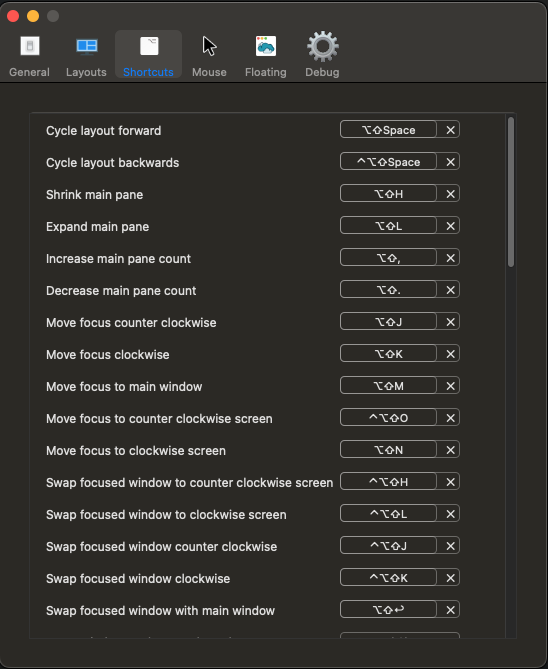 General Layouts Shortcuts Mouse Floating Debug
Cycle layout forward ⌥⇧Space ✕
Cycle layout backwards ^⌥⇧Space ✕
Shrink main pane ⌥⇧H ✕
Expand main pane ⌥⇧L ✕
Increase main pane count ⌥⇧, ✕
Decrease main pane count ⌥⇧. ✕
Move focus counter clockwise ⌥⇧J ✕
Move focus clockwise ⌥⇧K ✕
Move focus to main window ⌥⇧M ✕
Move focus to counter clockwise screen ^⌥⇧O ✕
Move focus to clockwise screen ⌥⇧N ✕
Swap focused window to counter clockwise screen ^⌥⇧H ✕
Swap focused window to clockwise screen ^⌥⇧L ✕
Swap focused window counter clockwise ^⌥⇧J ✕
Swap focused window clockwise ^⌥⇧K ✕
Swap focused window with main window ⌥⇧↩ ✕